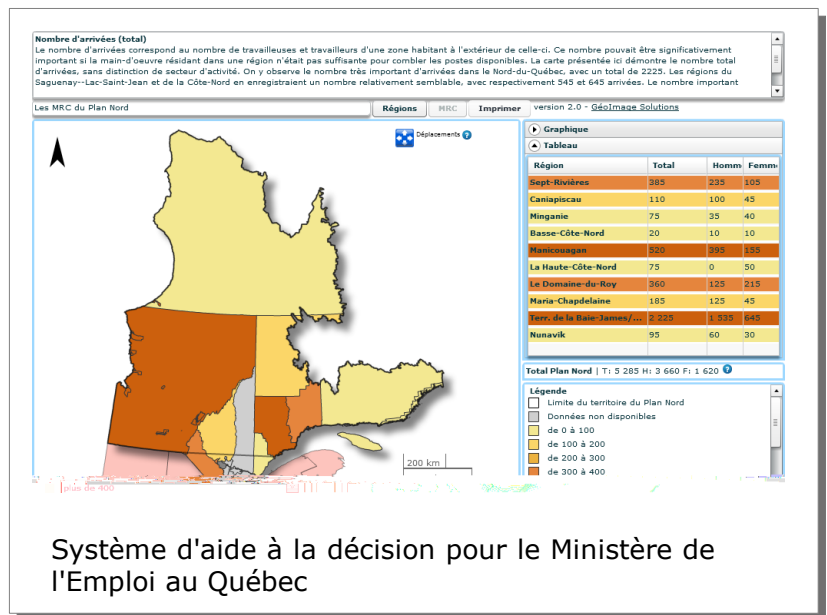 Nombre d'arrivées (total)
Le nombre d'arrivées correspond au nombre de travailleuses et travailleurs d'une zone habitant à l'extérieur de celle-ci. Ce nombre pouvait être significativement
important si la main-d'oeuvre résidant dans une région n'était pas suffisante pour combler les postes disponibles. La carte présentée ici démontre le nombre total
d'arrivées, sans distinction de secteur d'activité. On y observe le nombre très important d'arrivées dans le Nord-du-Québec, avec un total de 2225. Les régions du
Saguenay--Lac-Saint-Jean et de la Côte-Nord en enregistraient un nombre relativement semblable, avec respectivement 545 et 645 arrivées. Le nombre important
Les MRC du Plan Nord
Régions MRC Imprimer version 2.0 - GéoImage Solutions
Déplacements ?
Graphique
Tableau
Région Total Homm Femm
Sept-Rivières 385 235 105
Caniapiscau 110 100 45
Minganie 75 35 40
Basse-Côte-Nord 20 10 10
Manicouagan 520 395 155
La Haute-Côte-Nord 75 0 50
Le Domaine-du-Roy 360 125 215
Maria-Chapdelaine 185 125 45
Terr. de la Baie-James/... 2 225 1 535 645
Nunavik 95 60 30
Total Plan Nord | T: 5 285 H: 3 660 F: 1 620 ?
Légende
Limite du territoire du Plan Nord
Données non disponibles
de 0 à 100
de 100 à 200
de 200 à 300
de 300 à 400
200 km
plus de 400
Système d'aide à la décision pour le Ministère de
l'Emploi au Québec